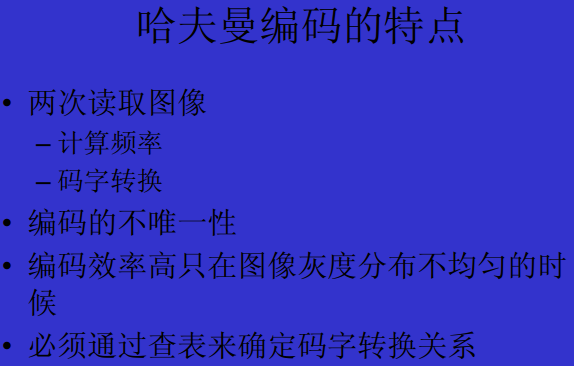 哈夫曼编码的特点
• 两次读取图像
– 计算频率
– 码字转换
• 编码的不唯一性
• 编码效率高只在图像灰度分布不均匀的时
候
• 必须通过查表来确定码字转换关系